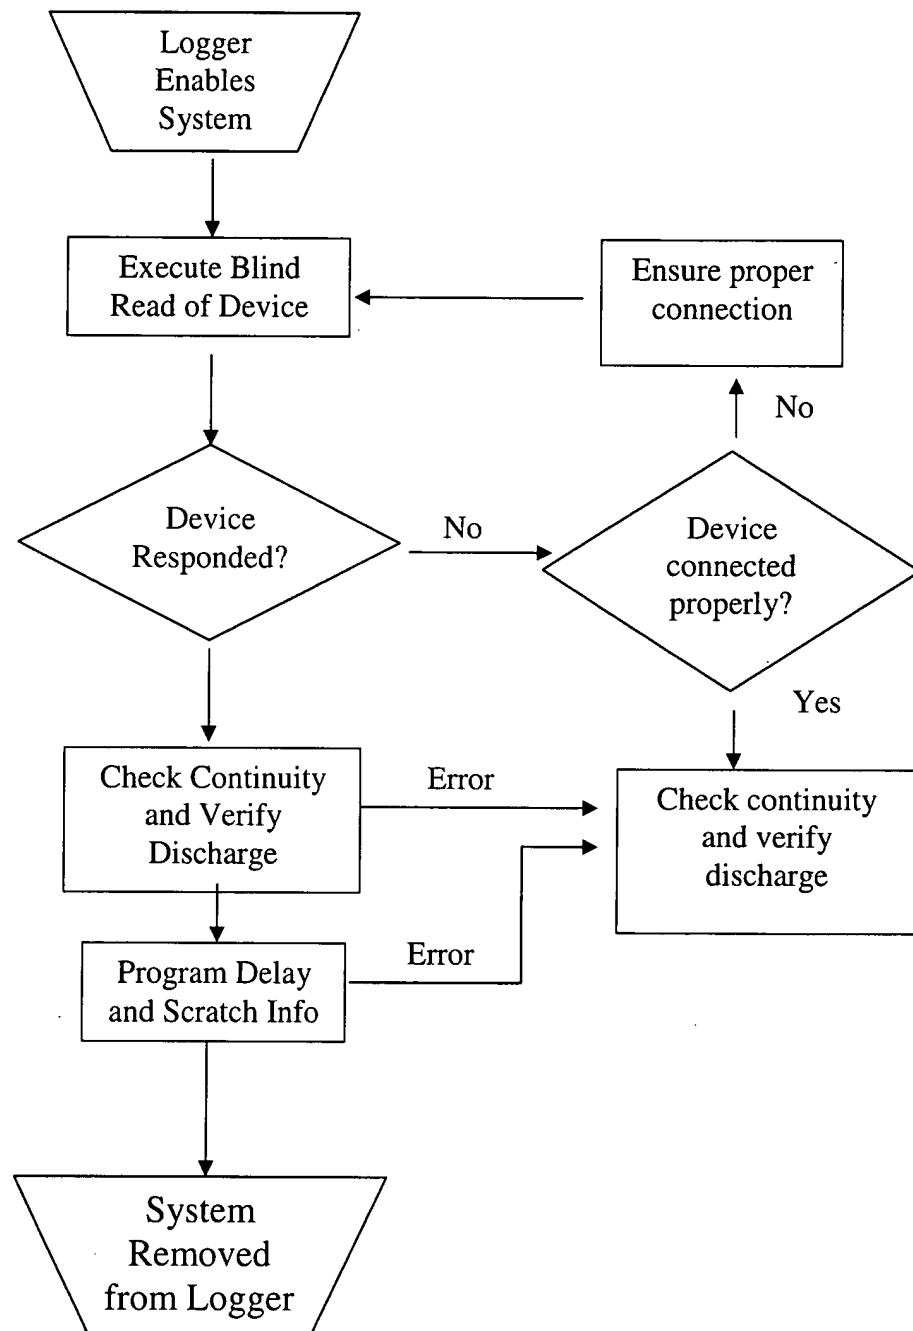 Logger
Enables
System
Execute Blind
Read of Device
Ensure proper
connection
No
Device
Responded?
No
Device
connected
properly?
Yes
Check Continuity
and Verify
Discharge
Error
Check continuity
and verify
discharge
Program Delay
and Scratch Info
Error
System
Removed
from Logger